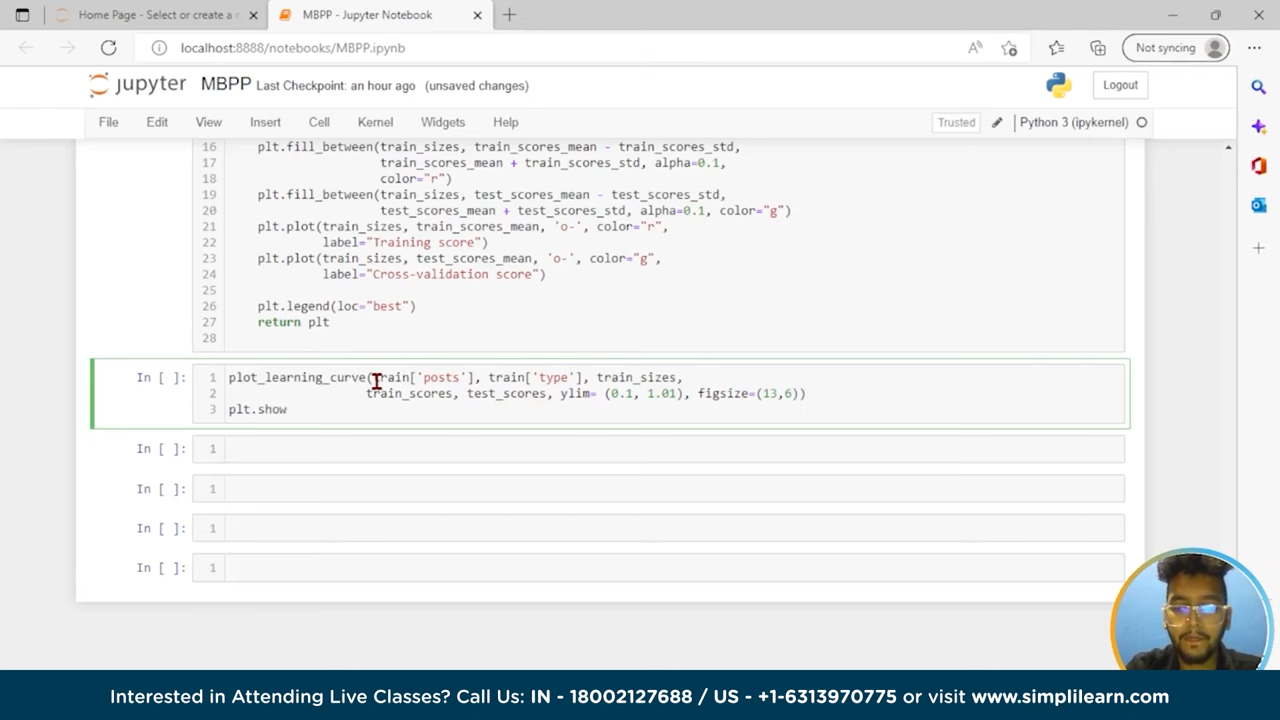 Home Page - Select or create a n
MBPP - Jupyter Notebook
localhost:8888/notebooks/MBPP.ipynb
Not syncing
jupyter MBPP Last Checkpoint: an hour ago (unsaved changes)
Logout
File Edit View Insert Cell Kernel Widgets Help
Trusted
Python 3 (ipykernel)
16 plt.fill_between(train_sizes, train_scores_mean - train_scores_std,
17 train_scores_mean + train_scores_std, alpha=0.1,
18 color="r")
19 plt.fill_between(train_sizes, test_scores_mean - test_scores_std,
20 test_scores_mean + test_scores_std, alpha=0.1, color="g")
21 plt.plot(train_sizes, train_scores_mean, 'o-', color="r",
22 label="Training score")
23 plt.plot(train_sizes, test_scores_mean, 'o-', color="g",
24 label="Cross-validation score")
25
26 plt.legend(loc="best")
27 return plt
28
In [ ]: 1 plot_learning_curve(train['posts'], train['type'], train_sizes,
2 train_scores, test_scores, ylim= (0.1, 1.01), figsize=(13,6))
3 plt.show
In [ ]: 1
In [ ]: 1
In [ ]: 1
In [ ]: 1
Interested in Attending Live Classes? Call Us: IN - 18002127688 / US - +1-6313970775 or visit www.simplilearn.com